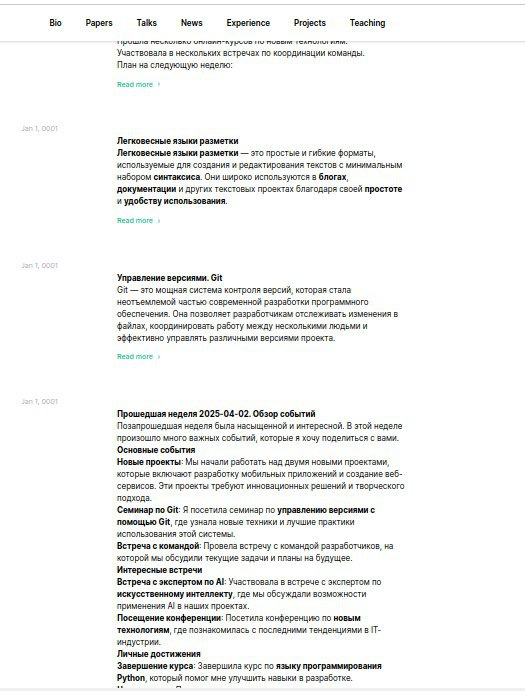 Bio Papers Talks News Experience Projects Teaching
Прошла несколько онлайн-курсов по новым технологиям.
Участвовала в нескольких встречах по координации команды.
План на следующую неделю:
Read more ›
Jan 1, 0001
Легковесные языки разметки
Легковесные языки разметки — это простые и гибкие форматы,
используемые для создания и редактирования текстов с минимальным
набором синтаксиса. Они широко используются в блогах,
документации и других текстовых проектах благодаря своей простоте
и удобству использования.
Read more ›
Jan 1, 0001
Управление версиями. Git
Git — это мощная система контроля версий, которая стала
неотъемлемой частью современной разработки программного
обеспечения. Она позволяет разработчикам отслеживать изменения в
файлах, координировать работу между несколькими людьми и
эффективно управлять различными версиями проекта.
Read more ›
Jan 1, 0001
Прошедшая неделя 2025-04-02. Обзор событий
Позапрошедшая неделя была насыщенной и интересной. В этой неделе
произошло много важных событий, которые я хочу поделиться с вами.
Основные события
Новые проекты: Мы начали работать над двумя новыми проектами,
которые включают разработку мобильных приложений и создание веб-
сервисов. Эти проекты требуют инновационных решений и творческого
подхода.
Семинар по Git: Я посетила семинар по управлению версиями с
помощью Git, где узнала новые техники и лучшие практики
использования этой системы.
Встреча с командой: Провела встречу с командой разработчиков, на
которой мы обсудили текущие задачи и планы на будущее.
Интересные встречи
Встреча с экспертом по AI: Участвовала в встрече с экспертом по
искусственному интеллекту, где мы обсуждали возможности
применения AI в наших проектах.
Посещение конференции: Посетила конференцию по новым
технологиям, где познакомилась с последними тенденциями в IT-
индустрии.
Личные достижения
Завершение курса: Завершила курс по языку программирования
Python, который помог мне улучшить навыки в разработке.